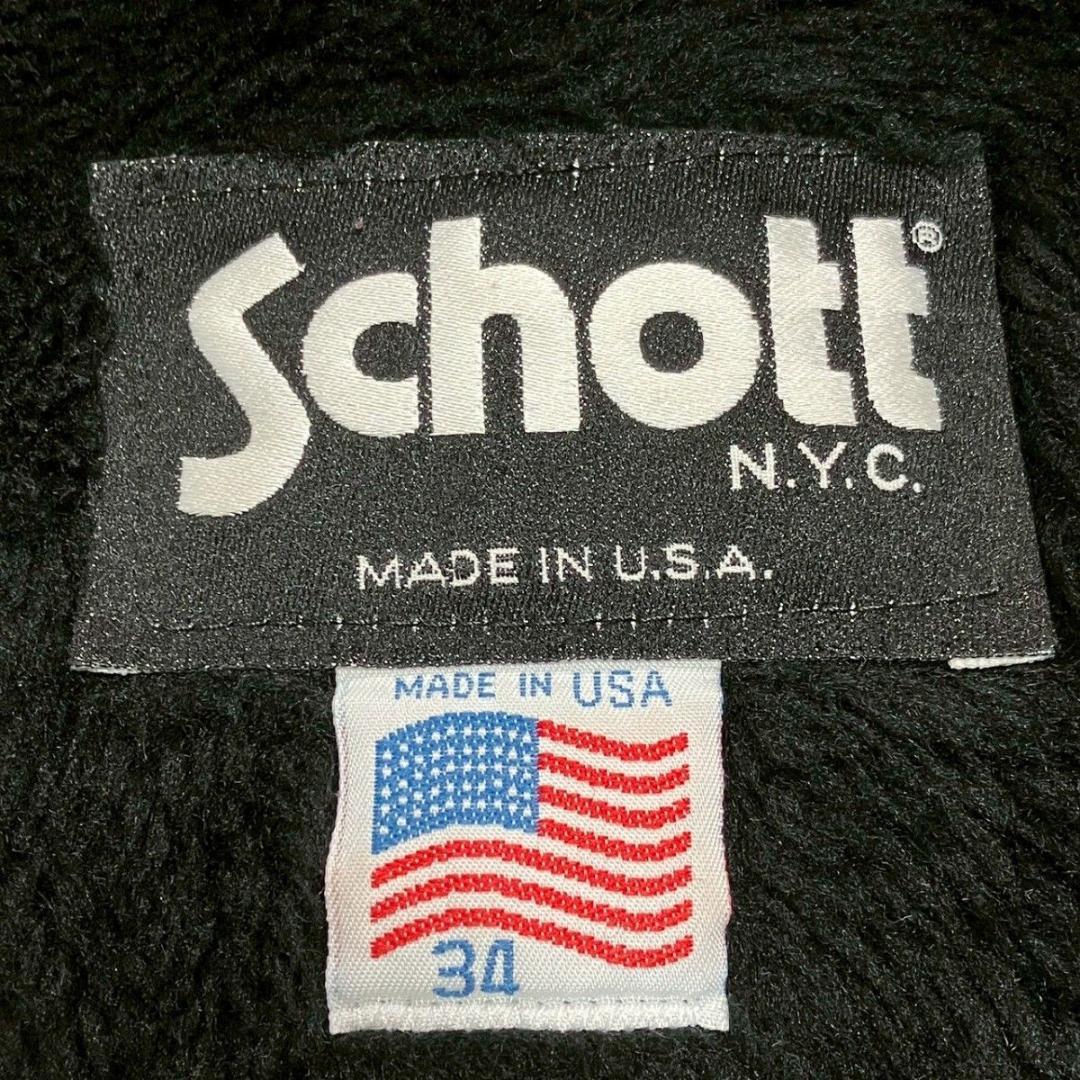 Schott®
N.Y.C.
MADE IN U.S.A.
MADE IN USA
34